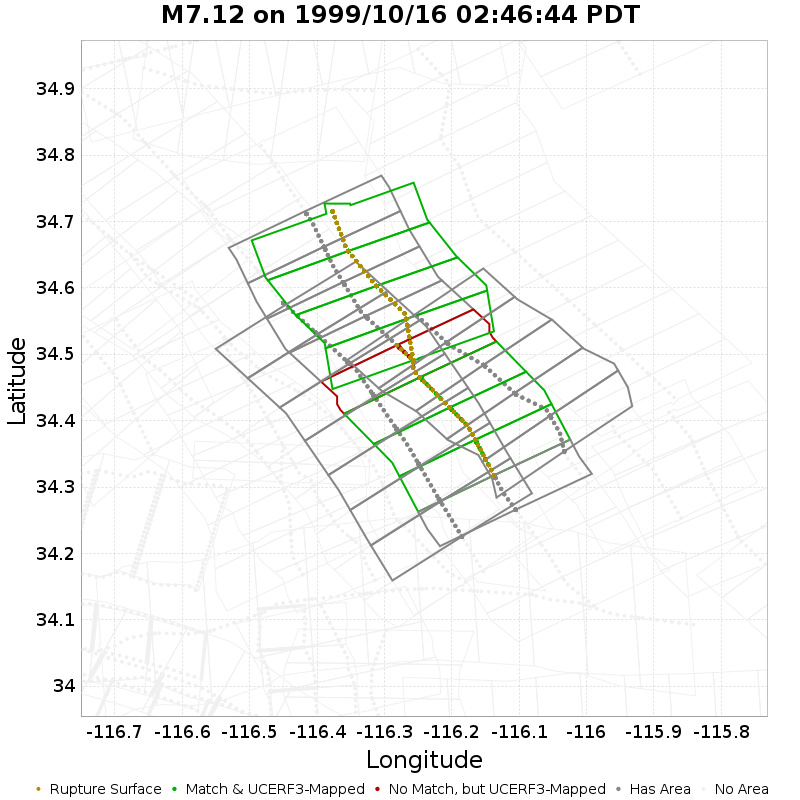 M7.12 on 1999/10/16 02:46:44 PDT
34.9
34.8
34.7
34.6
34.5
34.4
34.3
34.2
34.1
34
Latitude
-116.7 -116.6 -116.5 -116.4 -116.3 -116.2 -116.1 -116 -115.9 -115.8
Longitude
Rupture Surface Match & UCERF3-Mapped No Match, but UCERF3-Mapped Has Area No Area